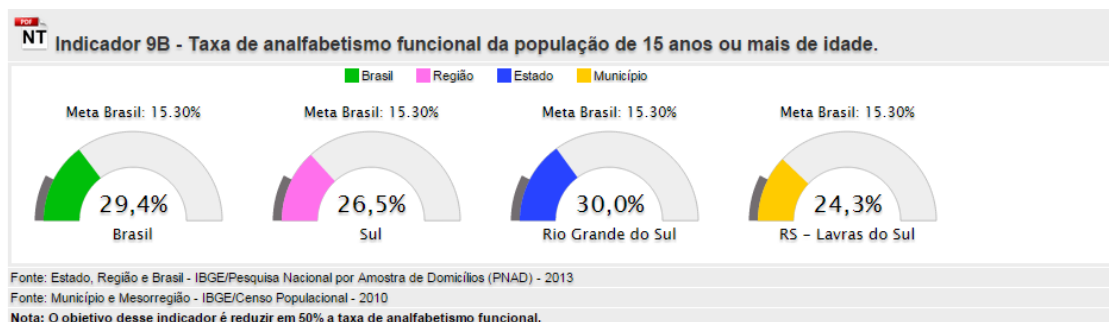 PDF
NT Indicador 9B - Taxa de analfabetismo funcional da população de 15 anos ou mais de idade.
Brasil Região Estado Município
Meta Brasil: 15.30% Meta Brasil: 15.30% Meta Brasil: 15.30% Meta Brasil: 15.30%
29,4% 26,5% 30,0% 24,3%
Brasil Sul Rio Grande do Sul RS - Lavras do Sul
Fonte: Estado, Região e Brasil - IBGE/Pesquisa Nacional por Amostra de Domicílios (PNAD) - 2013
Fonte: Município e Mesorregião - IBGE/Censo Populacional - 2010
Nota: O objetivo desse indicador é reduzir em 50% a taxa de analfabetismo funcional.